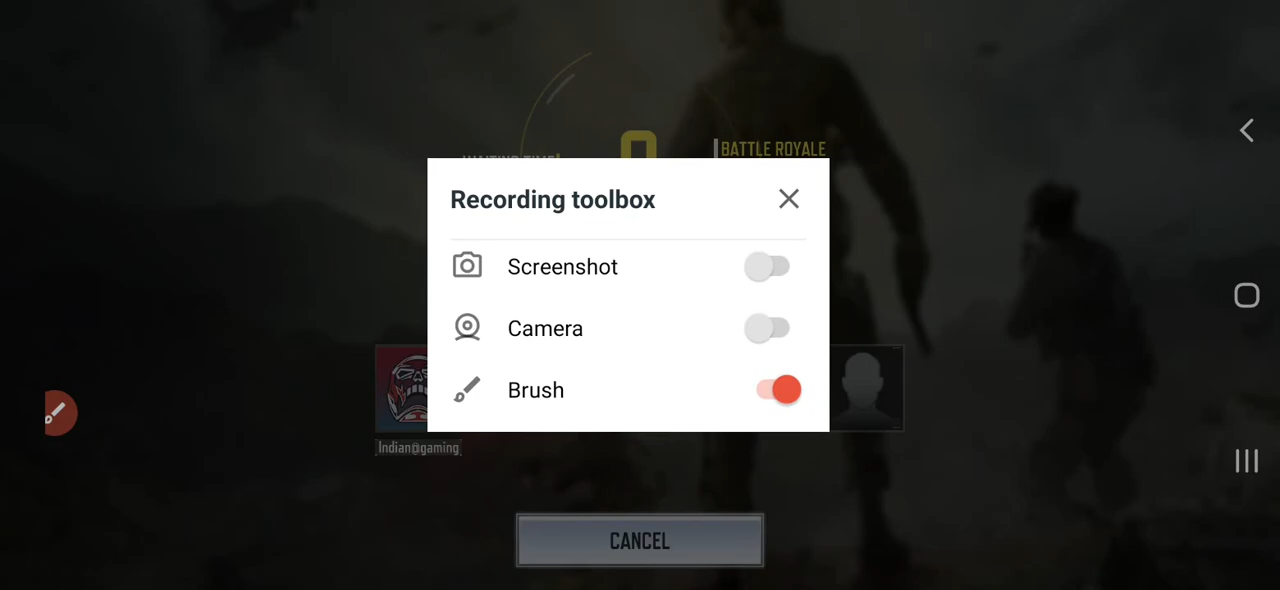 BATTLE ROYALE
Recording toolbox
Screenshot
Camera
Brush
Indian@gaming
CANCEL